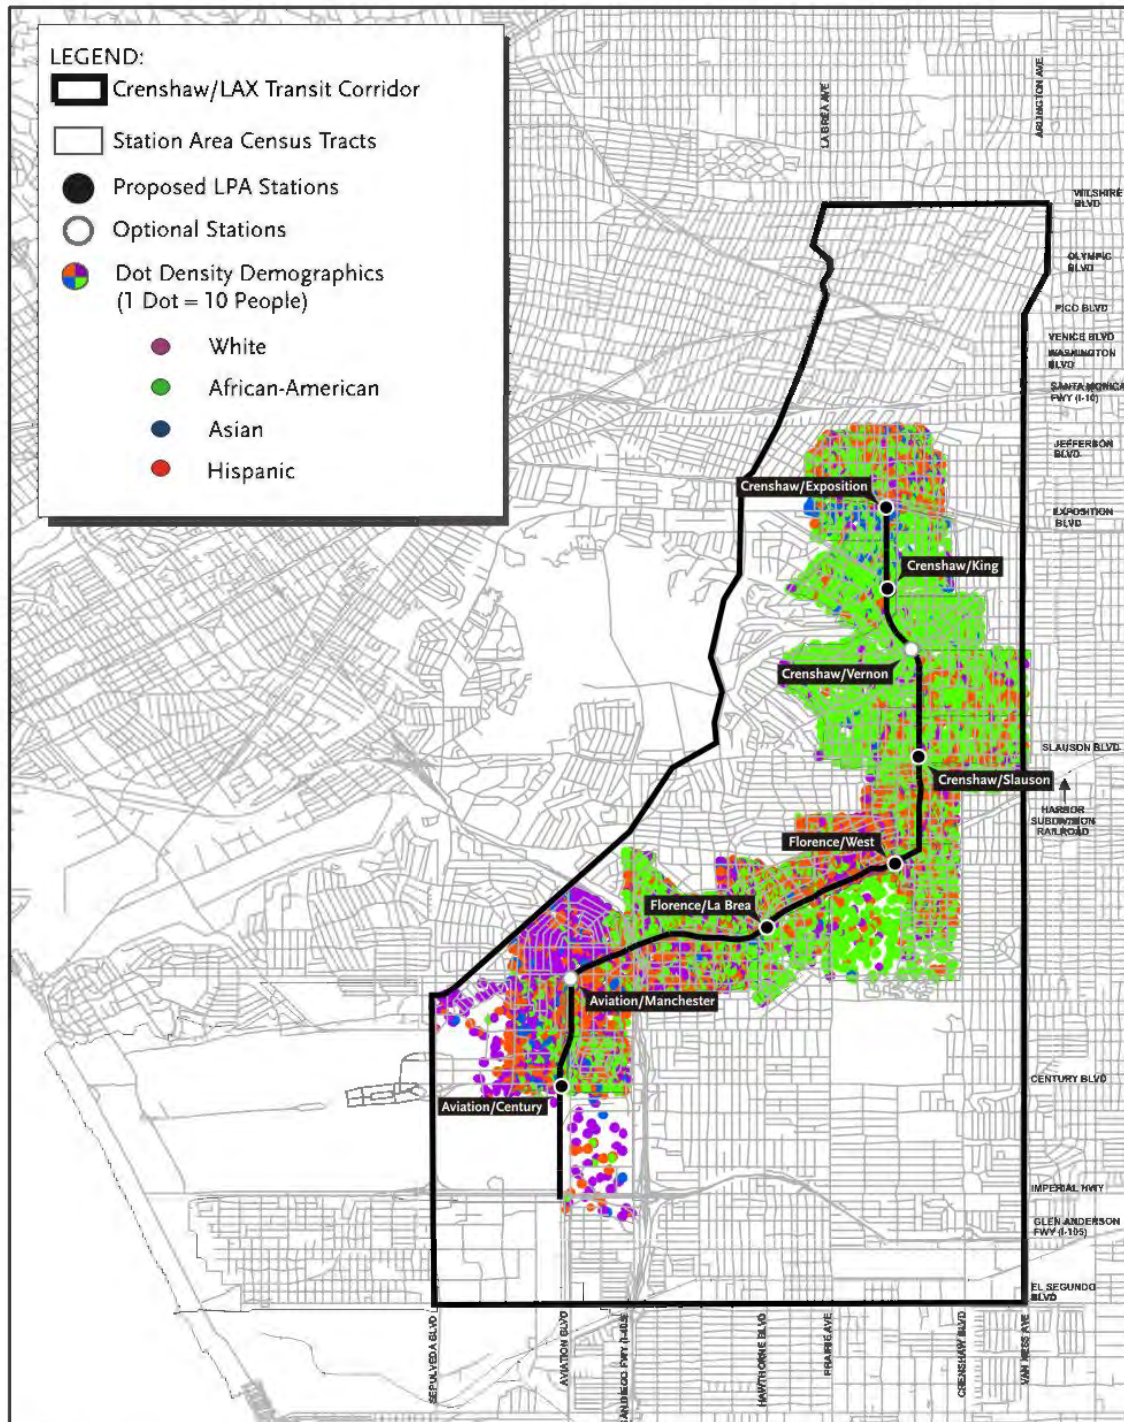 LEGEND:
Crenshaw/LAX Transit Corridor
Station Area Census Tracts
Proposed LPA Stations
Optional Stations
Dot Density Demographics
(1 Dot = 10 People)
White
African-American
Asian
Hispanic
LA BREA AVE
ARLINGTON AVE
WILSHIRE
BLVD
OLYMPIC
BLVD
PICO BLVD
VENICE BLVD
WASHINGTON
BLVD
SANTA MONICA
FWY (I-10)
JEFFERSON
BLVD
Crenshaw/Exposition
EXPOSITION
BLVD
Crenshaw/King
Crenshaw/Vernon
SLAUSON BLVD
Crenshaw/Slauson
HARBOR
SUBDIVISION
RAILROAD
Florence/West
Florence/La Brea
Aviation/Manchester
CENTURY BLVD
Aviation/Century
IMPERIAL HWY
GLEN ANDERSON
FWY (I-105)
EL SEGUNDO
BLVD
SEPULVEDA BLVD
AVIATION BLVD
SAN DIEGO FWY (I-405)
HAWTHORNE BLVD
PRAIRIE AVE
CRENSHAW BLVD
VAN NESS AVE